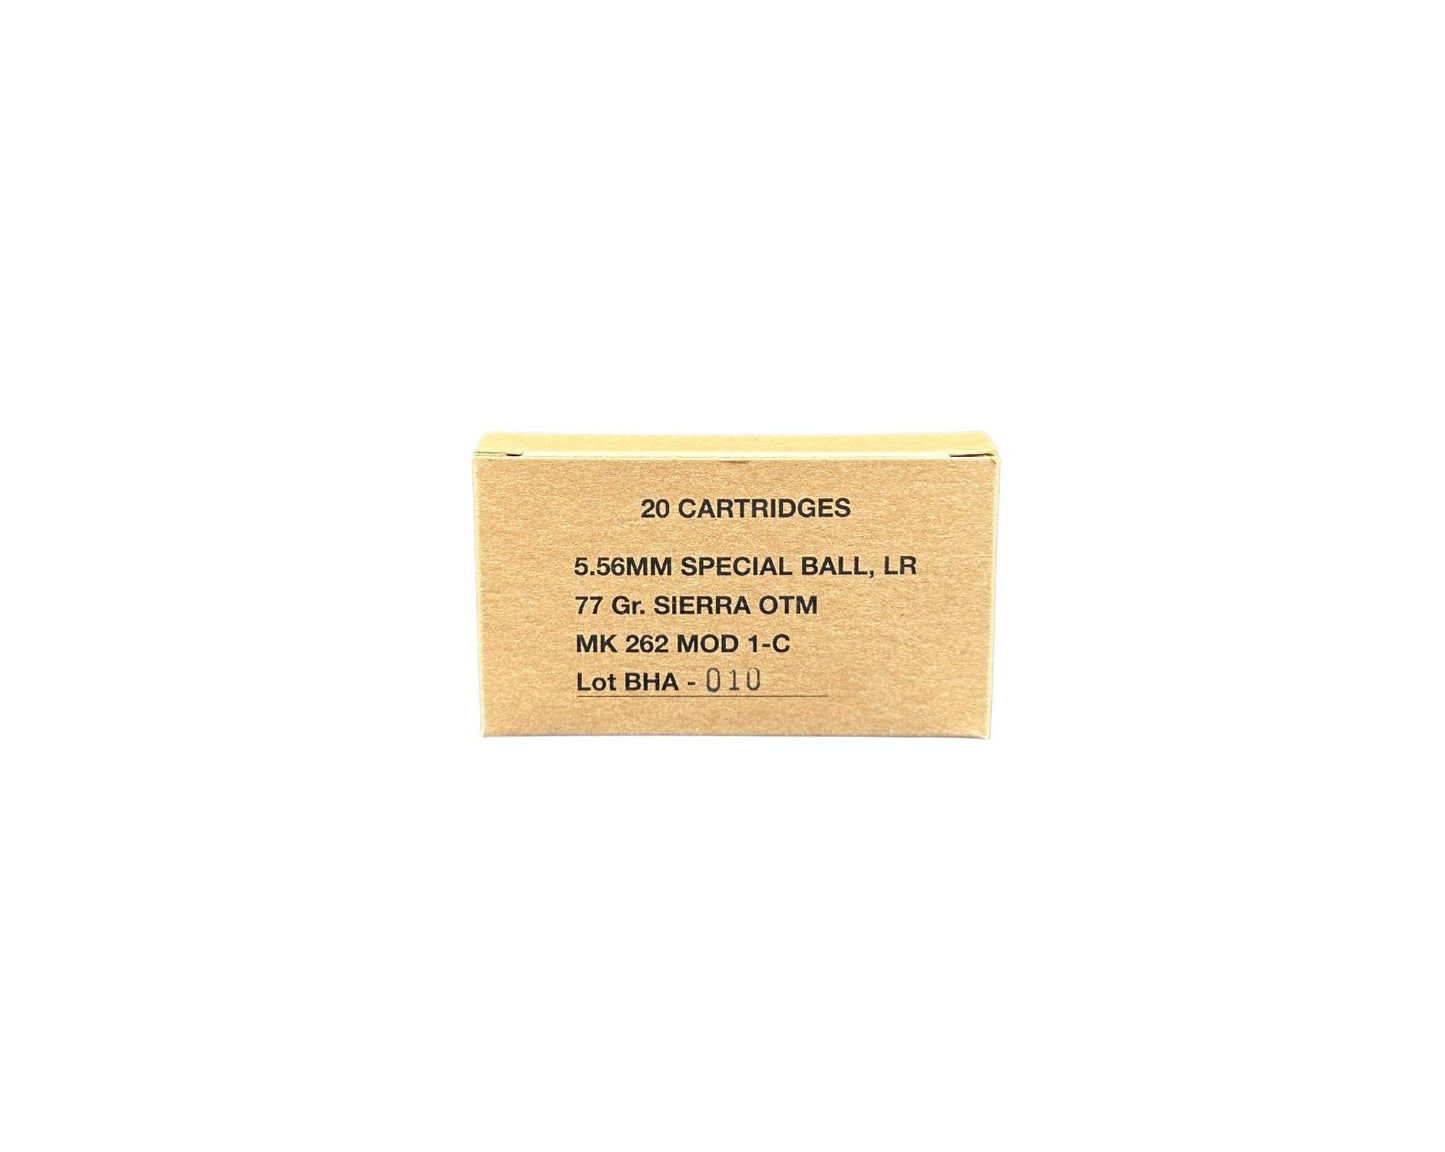 20 CARTRIDGES
5.56MM SPECIAL BALL, LR
77 Gr. SIERRA OTM
MK 262 MOD 1-C
Lot BHA - 010